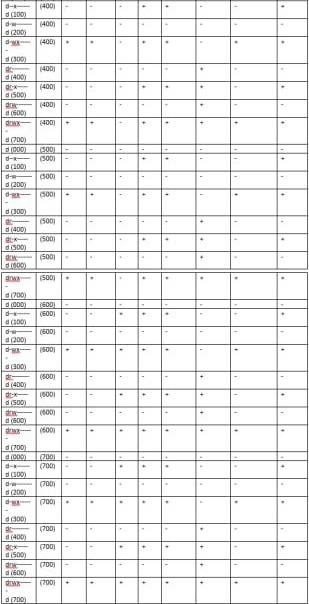 d--x------ (400) - - - + + - - +
d (100)
d-w------- (400) - - - - - - - -
d (200)
d-wx----- (400) + + - + + - + +
-
d (300)
dr-------- (400) - - - - - + - -
d (400)
dr-x------ (400) - - - + + + - +
d (500)
drw------- (400) - - - - - + - -
d (600)
drwx----- (400) + + - + + + + +
-
d (700)
d (000) (500) - - - - - - - -
d--x------ (500) - - - + + - - +
d (100)
d-w------- (500) - - - - - - - -
d (200)
d-wx----- (500) + + - + + - + +
-
d (300)
dr-------- (500) - - - - - + - -
d (400)
dr-x------ (500) - - - + + + - +
d (500)
drw------- (500) - - - - - + - -
d (600)
drwx----- (500) + + - + + + + +
-
d (700)
d (000) (600) - - - - - - - -
d--x------ (600) - - + + + - - +
d (100)
d-w------- (600) - - - - - - - -
d (200)
d-wx----- (600) + + + + + - + +
-
d (300)
dr-------- (600) - - - - - + - -
d (400)
dr-x------ (600) - - + + + + - +
d (500)
drw------- (600) - - - - - + - -
d (600)
drwx----- (600) + + + + + + + +
-
d (700)
d (000) (700) - - - - - - - -
d--x------ (700) - - + + + - - +
d (100)
d-w------- (700) - - - - - - - -
d (200)
d-wx----- (700) + + + + + - + +
-
d (300)
dr-------- (700) - - - - - + - -
d (400)
dr-x------ (700) - - + + + + - +
d (500)
drw------- (700) - - - - - + - -
d (600)
drwx----- (700) + + + + + + + +
-
d (700)